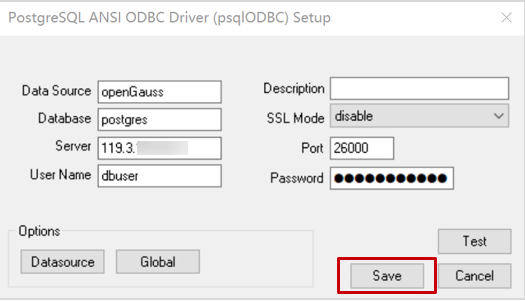 PostgreSQL ANSI ODBC Driver (psqlODBC) Setup
Data Source openGauss Description
Database postgres SSL Mode disable
Server 119.3. Port 26000
User Name dbuser Password ●●●●●●●●●●●
Options
Datasource Global Test
Save Cancel